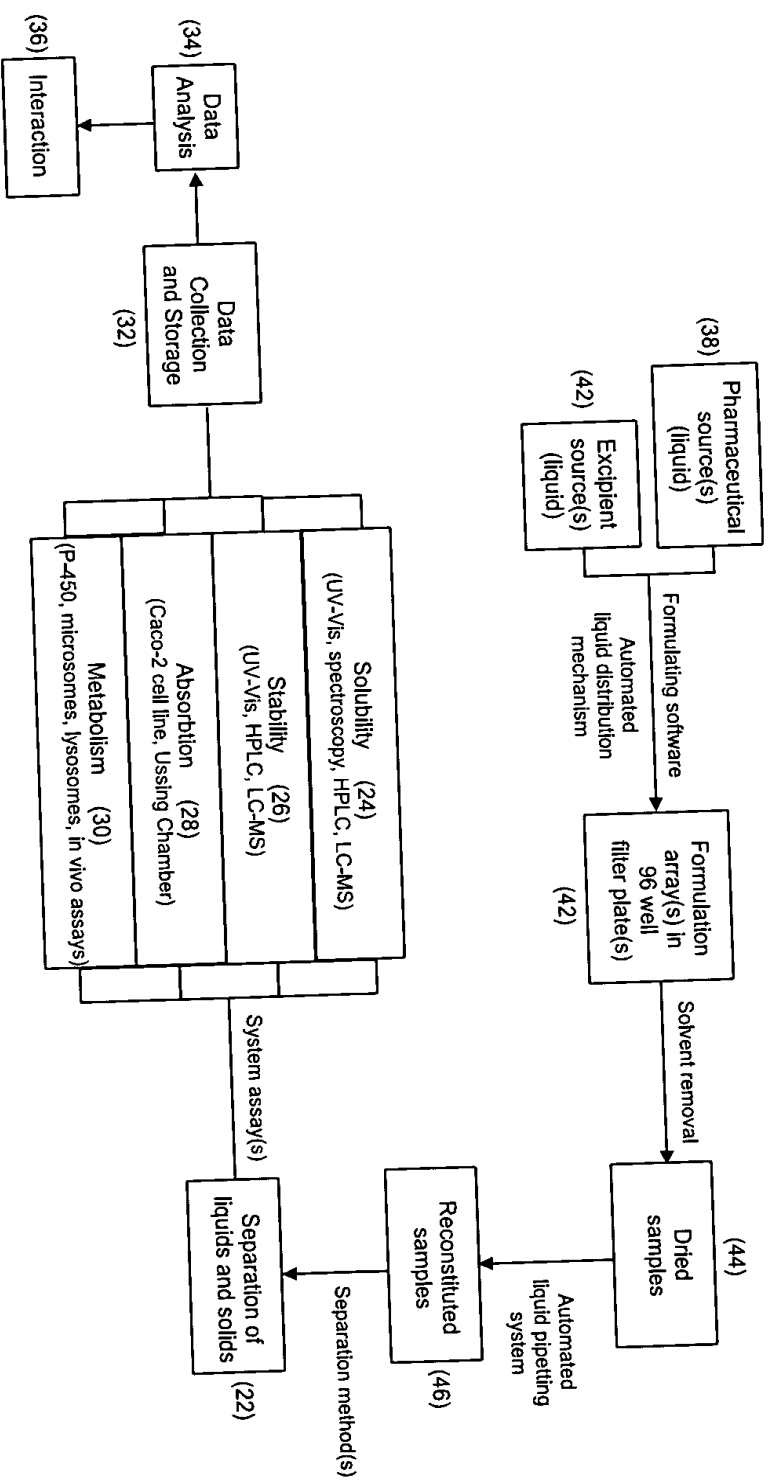 (38)
Pharmaceutical
source(s)
(liquid)
(42)
Excipient
source(s)
(liquid)
Formulating software
Automated
liquid distribution
mechanism
Formulation
array(s) in
96 well
filter plate(s)
(42)
Solvent removal
(44)
Dried
samples
Automated
liquid pipetting
system
Reconstituted
samples
(46)
Separation method(s)
Separation of
liquids and solids
(22)
System assay(s)
Solubility (24)
(UV-Vis, spectroscopy, HPLC, LC-MS)
Stability (26)
(UV-Vis, HPLC, LC-MS)
Absorbtion (28)
(Caco-2 cell line, Ussing Chamber)
Metabolism (30)
(P-450, microsomes, lysosomes, in vivo assays)
Data
Collection
and Storage
(32)
(34)
Data
Analysis
(36)
Interaction